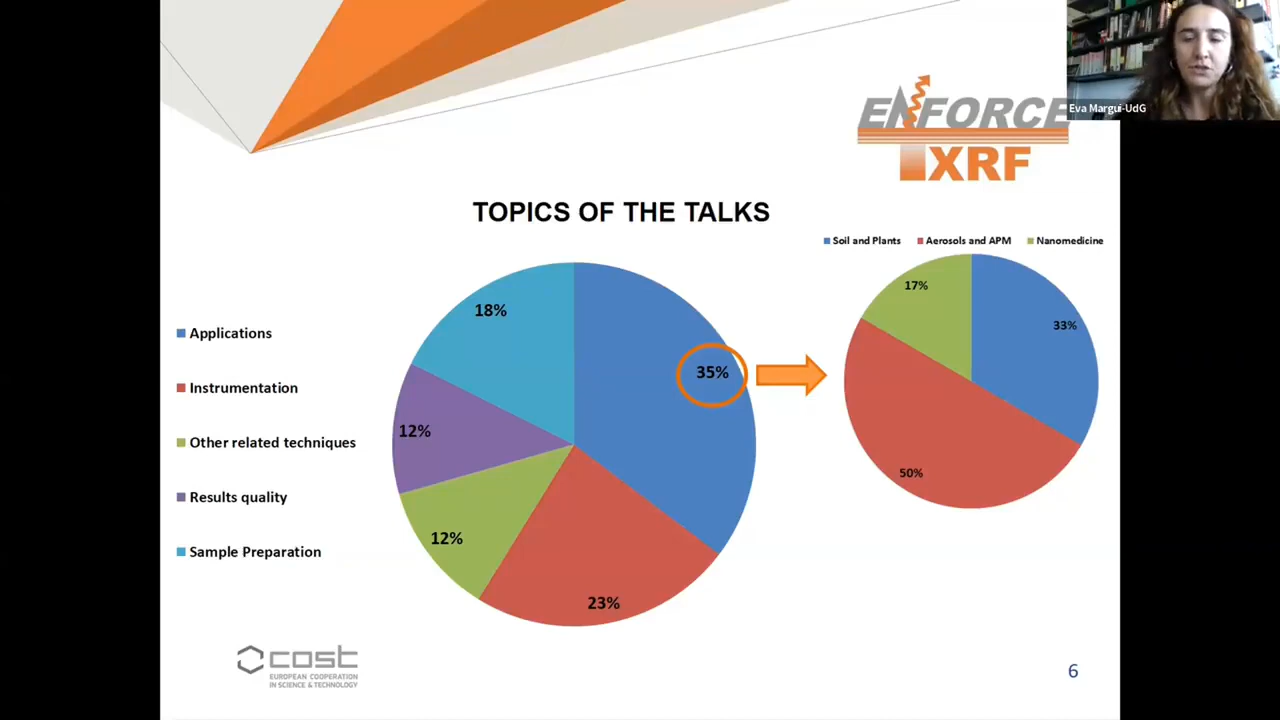 Eva Margui-UdG
ENFORCE
TXRF
TOPICS OF THE TALKS
Soil and Plants Aerosols and APM Nanomedicine
17%
33%
50%
18%
35%
12%
12%
23%
Applications
Instrumentation
Other related techniques
Results quality
Sample Preparation
cost
EUROPEAN COOPERATION
IN SCIENCE & TECHNOLOGY
6